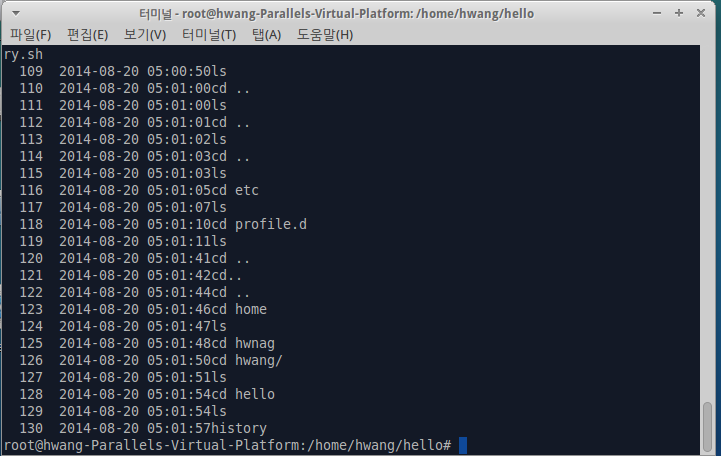 터미널 - root@hwang-Parallels-Virtual-Platform: /home/hwang/hello
파일(F) 편집(E) 보기(V) 터미널(T) 탭(A) 도움말(H)
ry.sh
109 2014-08-20 05:00:50ls
110 2014-08-20 05:01:00cd ..
111 2014-08-20 05:01:00ls
112 2014-08-20 05:01:01cd ..
113 2014-08-20 05:01:02ls
114 2014-08-20 05:01:03cd ..
115 2014-08-20 05:01:03ls
116 2014-08-20 05:01:05cd etc
117 2014-08-20 05:01:07ls
118 2014-08-20 05:01:10cd profile.d
119 2014-08-20 05:01:11ls
120 2014-08-20 05:01:41cd ..
121 2014-08-20 05:01:42cd..
122 2014-08-20 05:01:44cd ..
123 2014-08-20 05:01:46cd home
124 2014-08-20 05:01:47ls
125 2014-08-20 05:01:48cd hwnag
126 2014-08-20 05:01:50cd hwang/
127 2014-08-20 05:01:51ls
128 2014-08-20 05:01:54cd hello
129 2014-08-20 05:01:54ls
130 2014-08-20 05:01:57history
root@hwang-Parallels-Virtual-Platform:/home/hwang/hello#